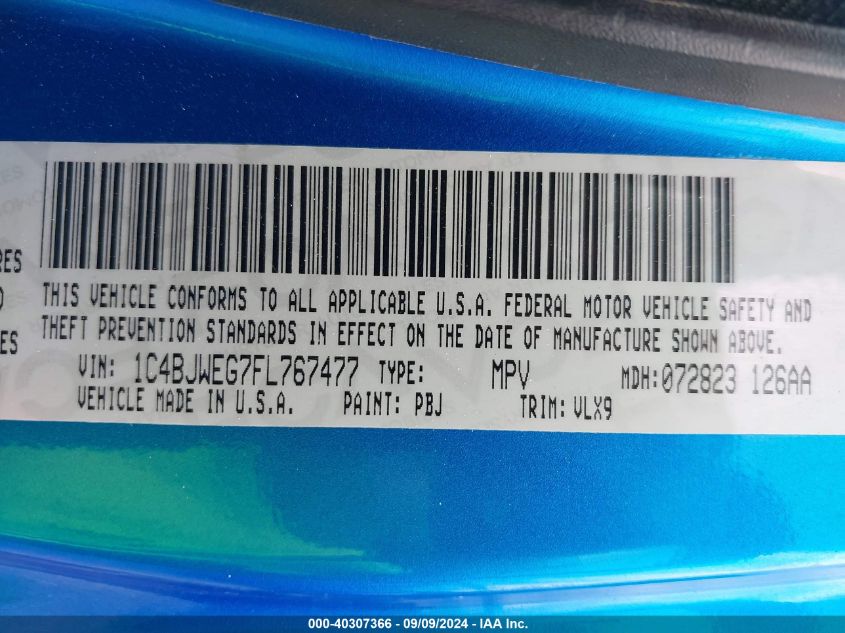 RES
THIS VEHICLE CONFORMS TO ALL APPLICABLE U.S.A. FEDERAL MOTOR VEHICLE SAFETY AND
THEFT PREVENTION STANDARDS IN EFFECT ON THE DATE OF MANUFACTURE SHOWN ABOVE.
ES
VIN: 1C4BJWEG7FL767477 TYPE: MPV MDH:072823 126AA
VEHICLE MADE IN U.S.A. PAINT: PBJ TRIM: VLX9
000-40307366 - 09/09/2024 - IAA Inc.